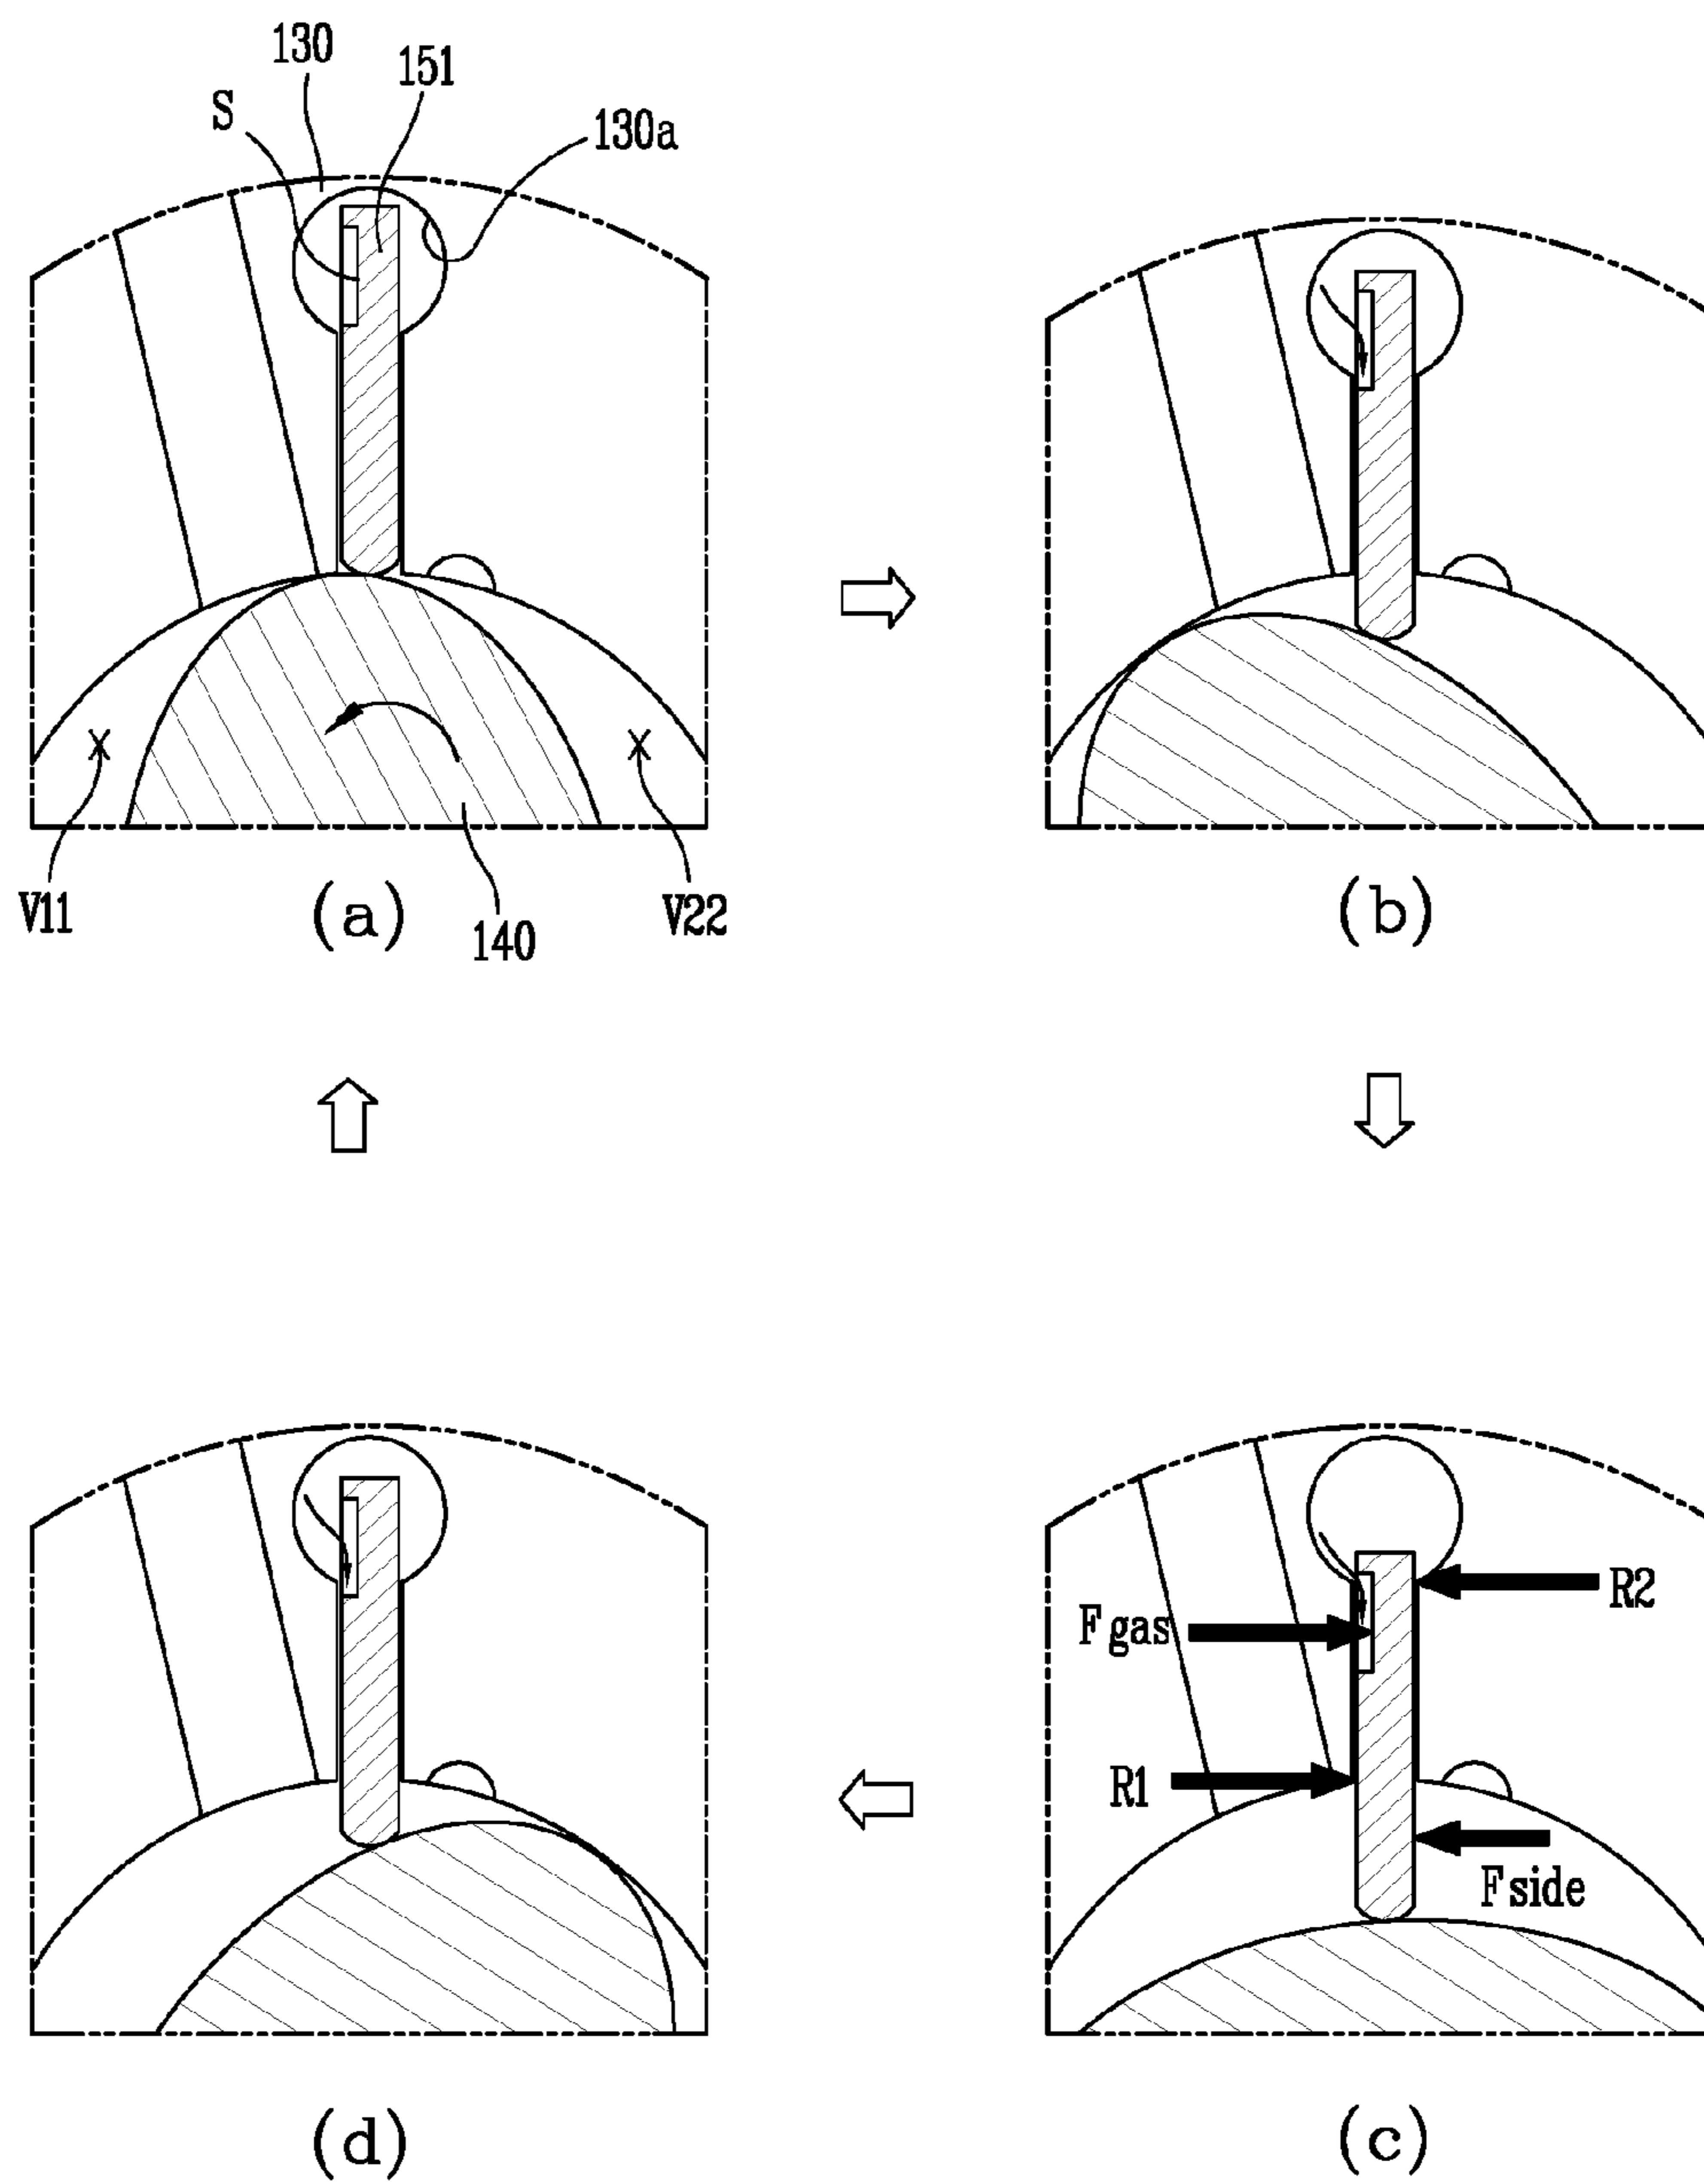 130
151
S
130a
V11
(a)
140
V22
(b)
R2
Fgas
R1
Fside
(d)
(c)